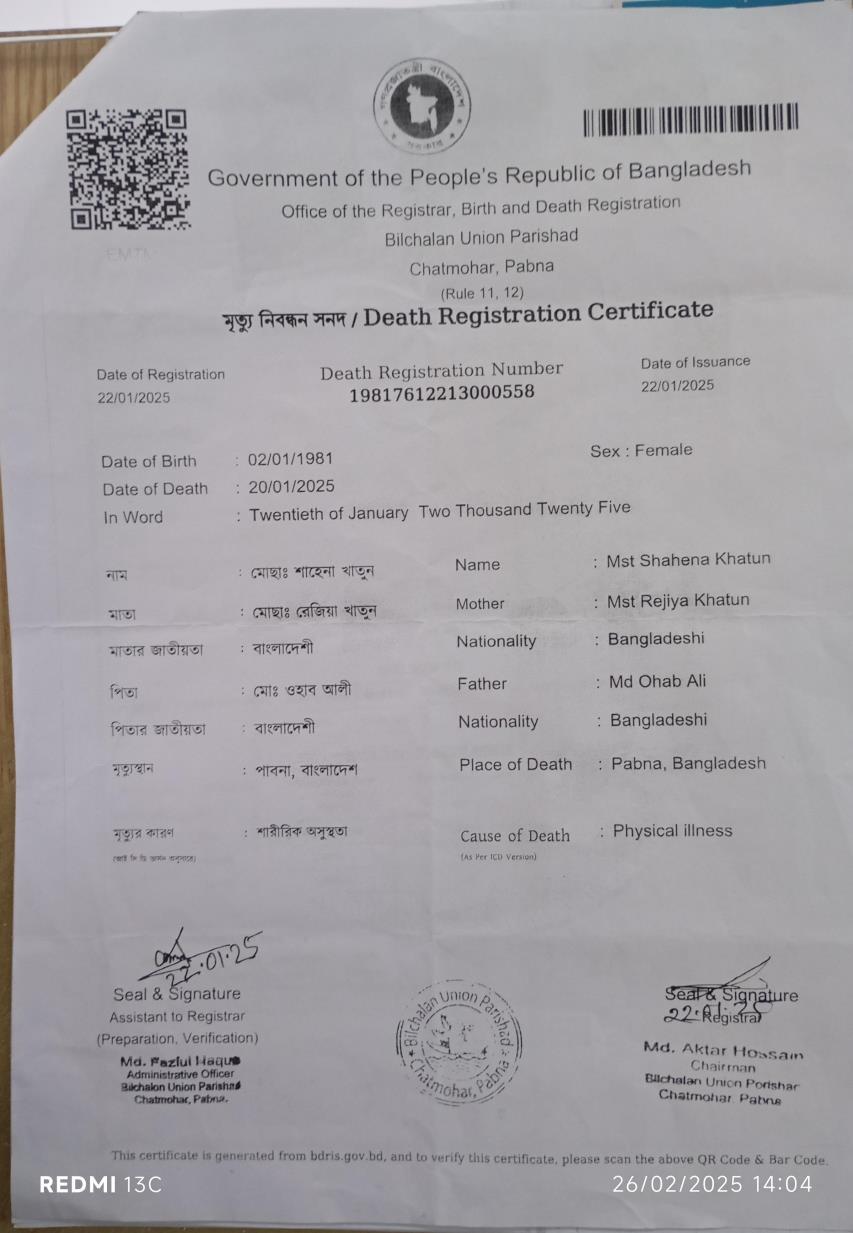 গণপ্রজাতন্ত্রী বাংলাদেশ
সরকার
Government of the People's Republic of Bangladesh
Office of the Registrar, Birth and Death Registration
Bilchalan Union Parishad
Chatmohar, Pabna
(Rule 11, 12)
মৃত্যু নিবন্ধন সনদ / Death Registration Certificate
Date of Registration Death Registration Number Date of Issuance
22/01/2025 19817612213000558 22/01/2025
Date of Birth : 02/01/1981 Sex : Female
Date of Death : 20/01/2025
In Word : Twentieth of January Two Thousand Twenty Five
নাম : মোছাঃ শাহেনা খাতুন Name : Mst Shahena Khatun
মাতা : মোছাঃ রেজিয়া খাতুন Mother : Mst Rejiya Khatun
মাতার জাতীয়তা : বাংলাদেশী Nationality : Bangladeshi
পিতা : মোঃ ওহাব আলী Father : Md Ohab Ali
পিতার জাতীয়তা : বাংলাদেশী Nationality : Bangladeshi
মৃত্যুস্থান : পাবনা, বাংলাদেশ Place of Death : Pabna, Bangladesh
মৃত্যুর কারণ : শারীরিক অসুস্থতা Cause of Death : Physical illness
(As Per ICD Version)
22.01.25
Seal & Signature
Assistant to Registrar
(Preparation, Verification)
Md. Fazlul Haque
Administrative Officer
Bilchalon Union Parishad
Chatmohar, Pabna.
Bilchalan Union Parishad
Chatmohar, Pabna
Seal & Signature
Registrar
Md. Aktar Hossain
Chairman
Bilchalan Union Porishar
Chatmohar Pabna
This certificate is generated from bdris.gov.bd, and to verify this certificate, please scan the above QR Code & Bar Code.
REDMI 13C 26/02/2025 14:04